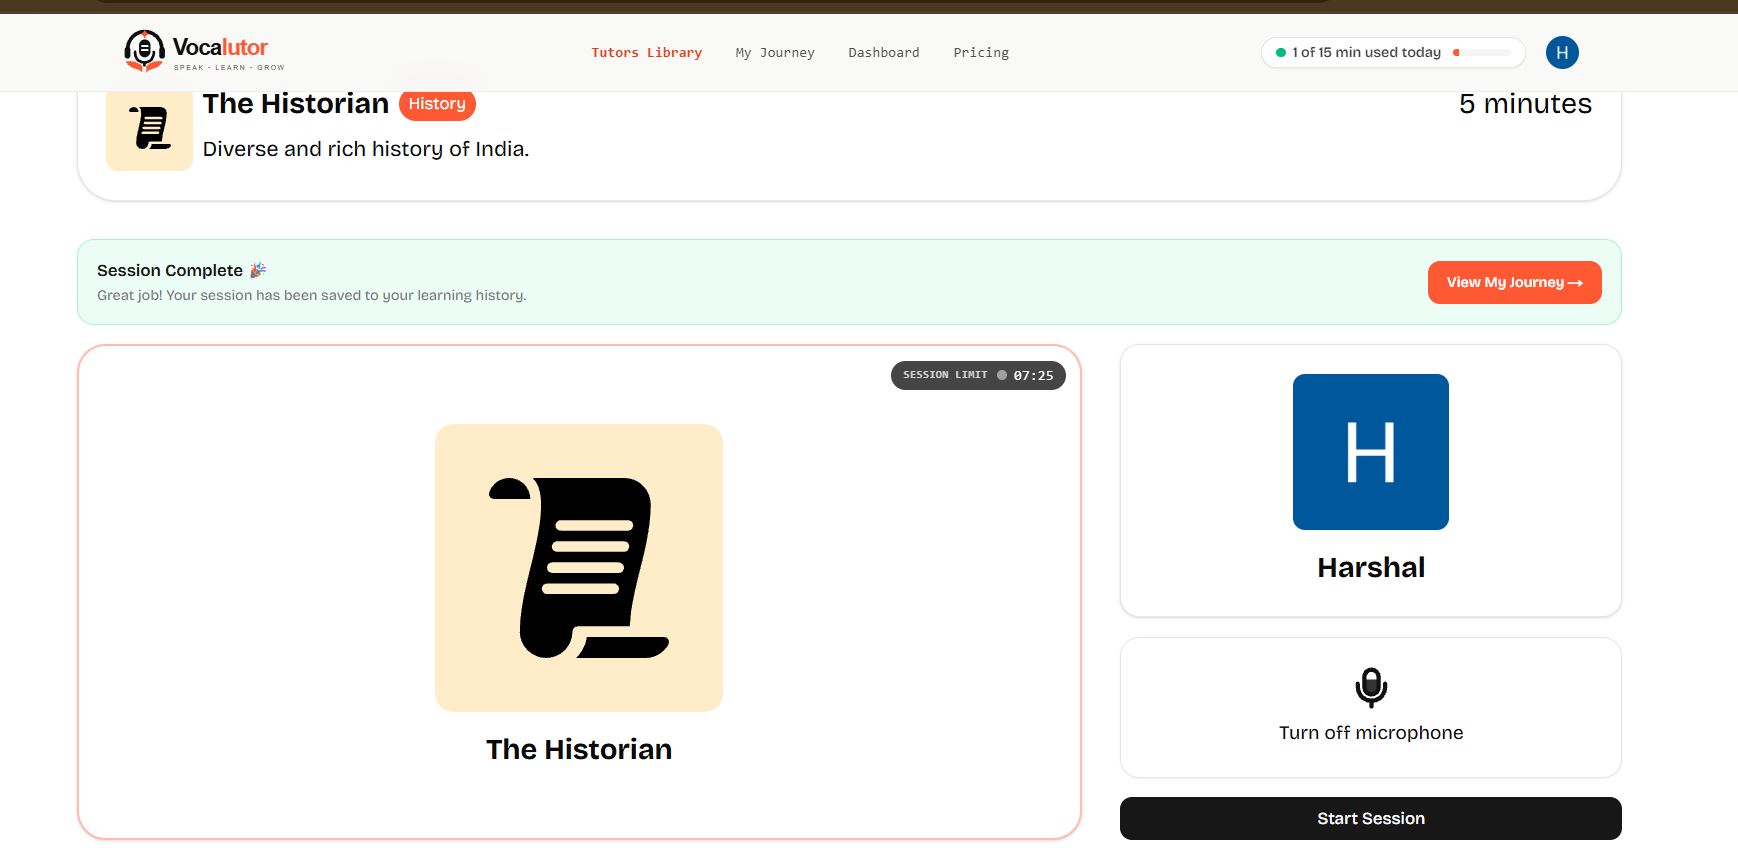 Vocalutor
SPEAK - LEARN - GROW
Tutors Library
My Journey
Dashboard
Pricing
1 of 15 min used today
H
The Historian
History
5 minutes
Diverse and rich history of India.
Session Complete 🎉
Great job! Your session has been saved to your learning history.
View My Journey →
SESSION LIMIT
07:25
The Historian
H
Harshal
Turn off microphone
Start Session